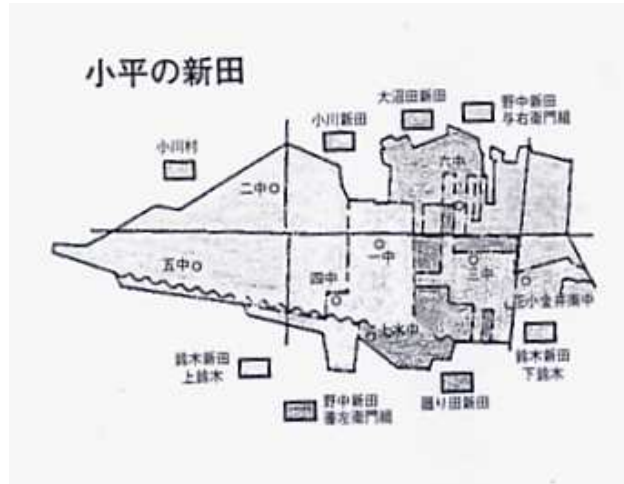 小平の新田
大沼田新田
野中新田
与右衛門組
小川新田
小川村
六中
二中
一中
三中
五中
四中
上水中
花小金井南中
鈴木新田
上鈴木
鈴木新田
下鈴木
野中新田
善左衛門組
廻り田新田